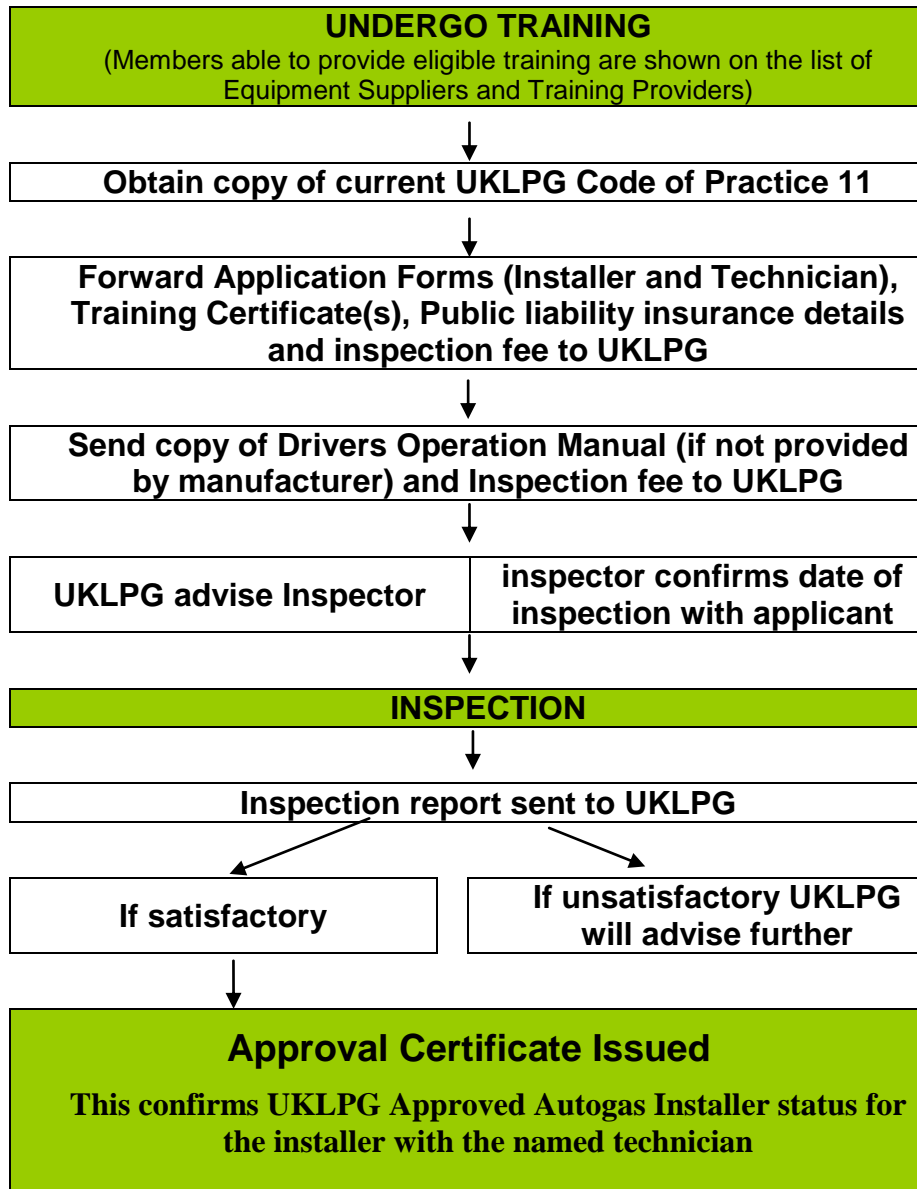 UNDERGO TRAINING
(Members able to provide eligible training are shown on the list of
Equipment Suppliers and Training Providers)
Obtain copy of current UKLPG Code of Practice 11
Forward Application Forms (Installer and Technician),
Training Certificate(s), Public liability insurance details
and inspection fee to UKLPG
Send copy of Drivers Operation Manual (if not provided
by manufacturer) and Inspection fee to UKLPG
UKLPG advise Inspector
inspector confirms date of
inspection with applicant
INSPECTION
Inspection report sent to UKLPG
If satisfactory
If unsatisfactory UKLPG
will advise further
Approval Certificate Issued
This confirms UKLPG Approved Autogas Installer status for
the installer with the named technician